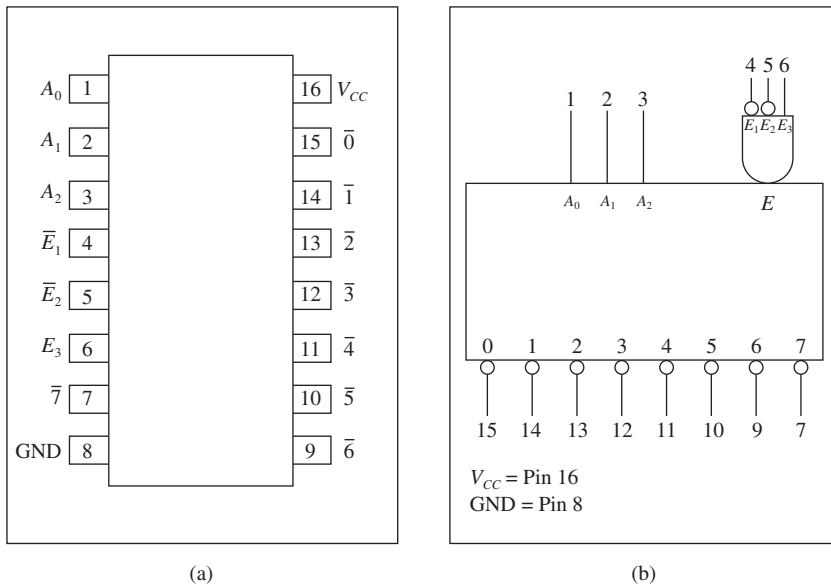 A0 1 16 VCC
A1 2 15 0̅
A2 3 14 1̅
E̅1 4 13 2̅
E̅2 5 12 3̅
E3 6 11 4̅
7̅ 7 10 5̅
GND 8 9 6̅
(a)
4 5 6
1 2 3
E1 E2 E3
A0 A1 A2 E
0 1 2 3 4 5 6 7
15 14 13 12 11 10 9 7
VCC = Pin 16
GND = Pin 8
(b)